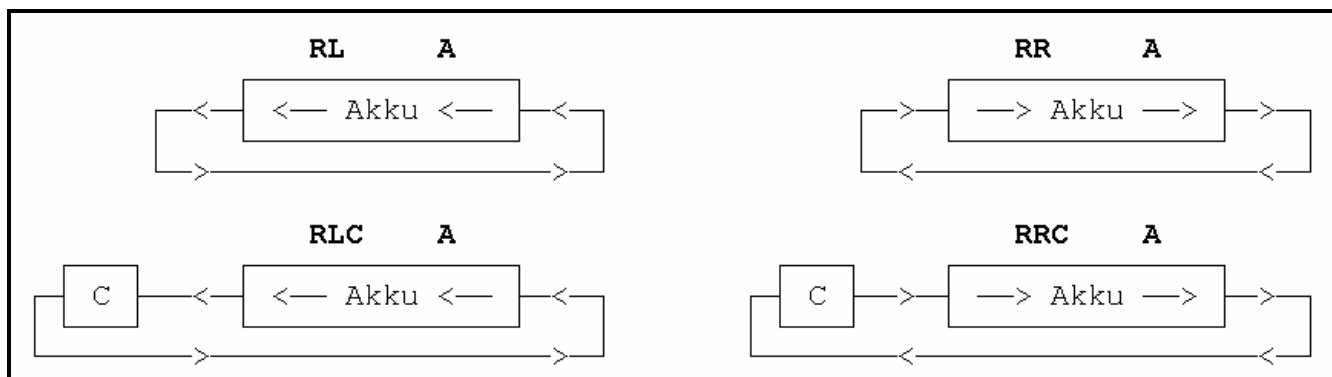 RL A RR A
<— Akku <— —> Akku —>
RLC A RRC A
C <— Akku <— C —> Akku —>